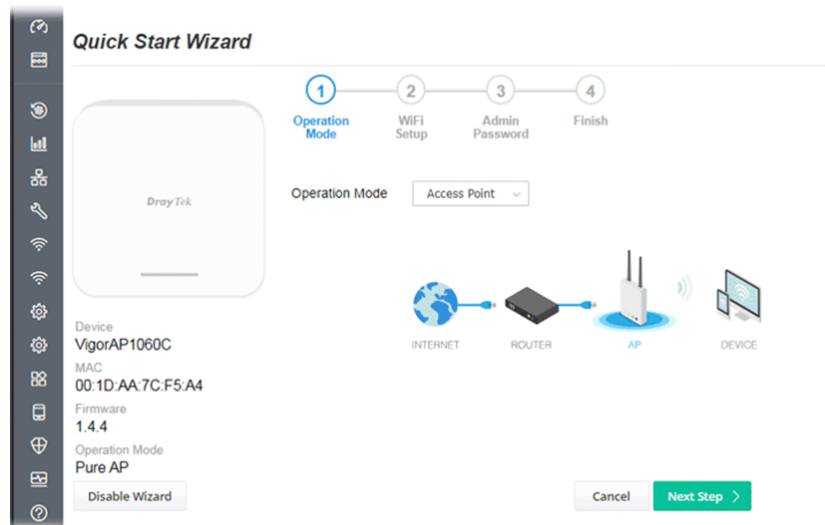 Quick Start Wizard
1
2
3
4
Operation Mode
WiFi Setup
Admin Password
Finish
DrayTek
Operation Mode
Access Point
INTERNET
ROUTER
AP
DEVICE
Device
VigorAP1060C
MAC
00:1D:AA:7C:F5:A4
Firmware
1.4.4
Operation Mode
Pure AP
Disable Wizard
Cancel
Next Step